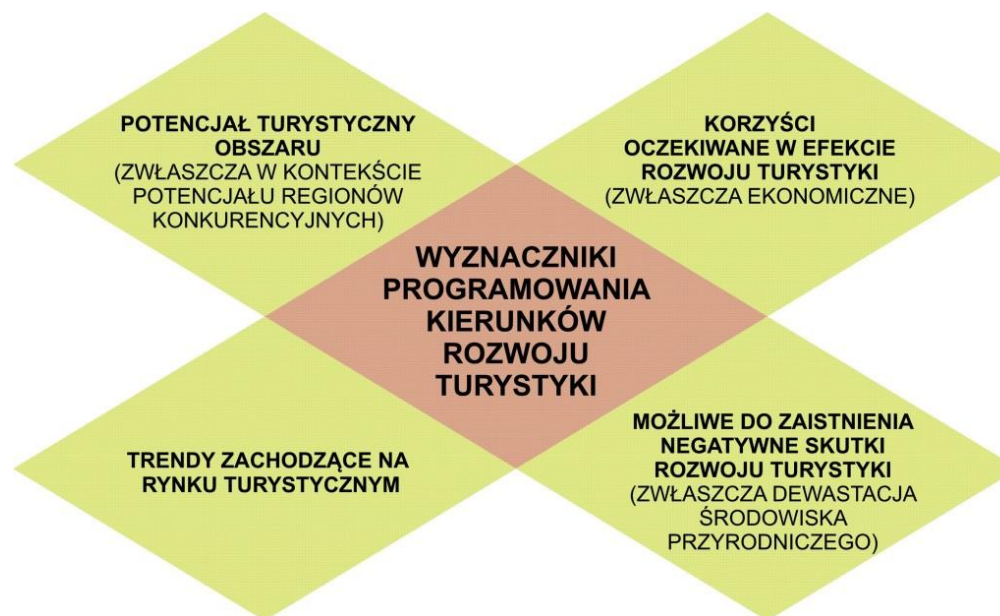 POTENCJAŁ TURYSTYCZNY
OBSZARU
(ZWŁASZCZA W KONTEKŚCIE
POTENCJAŁU REGIONÓW
KONKURENCYJNYCH)
KORZYŚCI
OCZEKIWANE W EFEKCIE
ROZWOJU TURYSTYKI
(ZWŁASZCZA EKONOMICZNE)
WYZNACZNIKI
PROGRAMOWANIA
KIERUNKÓW
ROZWOJU
TURYSTYKI
TRENDY ZACHODZĄCE NA
RYNKU TURYSTYCZNYM
MOŻLIWE DO ZAISTNIENIA
NEGATYWNE SKUTKI
ROZWOJU TURYSTYKI
(ZWŁASZCZA DEWASTACJA
ŚRODOWISKA
PRZYRODNICZEGO)